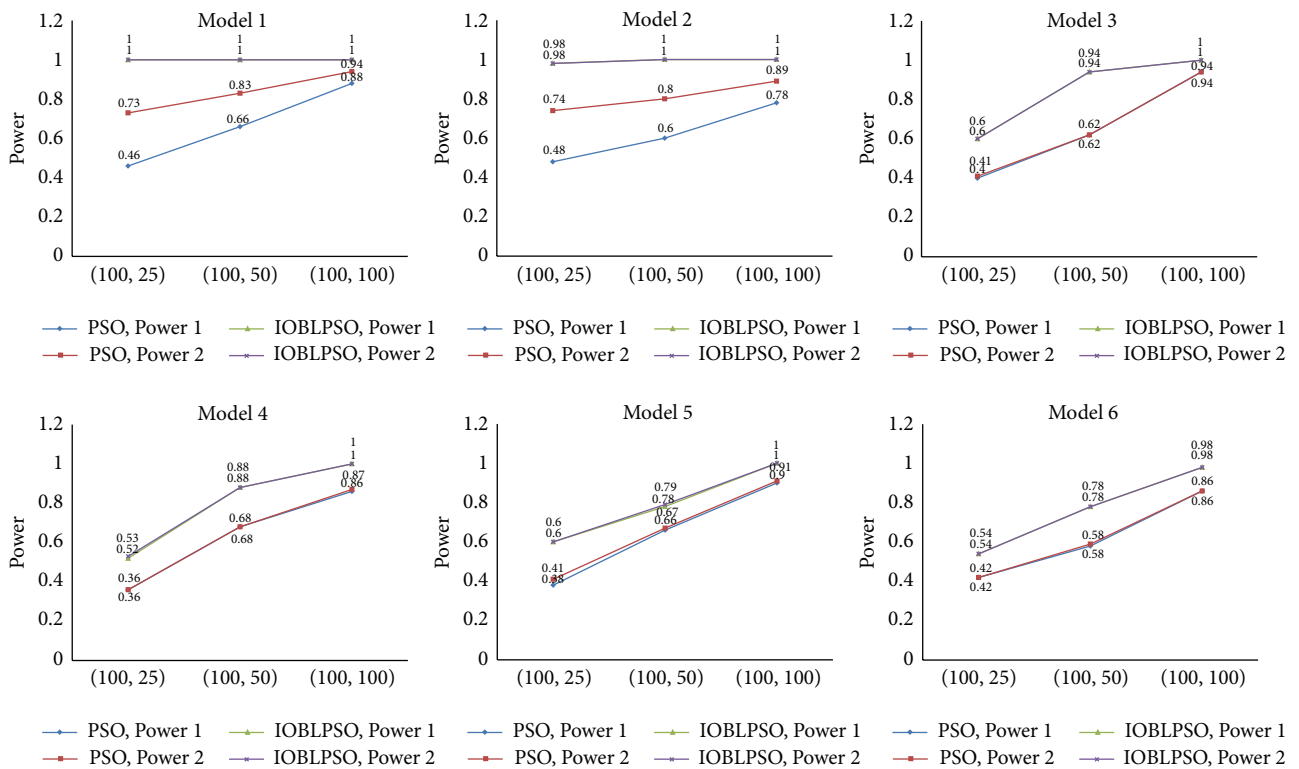 Model 1
Power
1.2
1
0.8
0.6
0.4
0.2
0
1 1 1
1 1 1
0.73 0.83 0.94
0.46 0.66 0.88
(100, 25) (100, 50) (100, 100)
PSO, Power 1 IOBLPSO, Power 1
PSO, Power 2 IOBLPSO, Power 2
Model 2
Power
1.2
1
0.8
0.6
0.4
0.2
0
0.98 1 1
0.98 1 1
0.74 0.8 0.89
0.48 0.6 0.78
(100, 25) (100, 50) (100, 100)
PSO, Power 1 IOBLPSO, Power 1
PSO, Power 2 IOBLPSO, Power 2
Model 3
Power
1.2
1
0.8
0.6
0.4
0.2
0
0.6 0.94 1
0.6 0.94 1
0.41 0.62 0.94
0.4 0.62 0.94
(100, 25) (100, 50) (100, 100)
PSO, Power 1 IOBLPSO, Power 1
PSO, Power 2 IOBLPSO, Power 2
Model 4
Power
1.2
1
0.8
0.6
0.4
0.2
0
0.53 0.88 1
0.52 0.88 1
0.36 0.68 0.87
0.36 0.68 0.86
(100, 25) (100, 50) (100, 100)
PSO, Power 1 IOBLPSO, Power 1
PSO, Power 2 IOBLPSO, Power 2
Model 5
Power
1.2
1
0.8
0.6
0.4
0.2
0
0.6 0.79 1
0.6 0.78 1
0.41 0.67 0.91
0.38 0.66 0.9
(100, 25) (100, 50) (100, 100)
PSO, Power 1 IOBLPSO, Power 1
PSO, Power 2 IOBLPSO, Power 2
Model 6
Power
1.2
1
0.8
0.6
0.4
0.2
0
0.54 0.78 0.98
0.54 0.78 0.98
0.42 0.58 0.86
0.42 0.58 0.86
(100, 25) (100, 50) (100, 100)
PSO, Power 1 IOBLPSO, Power 1
PSO, Power 2 IOBLPSO, Power 2